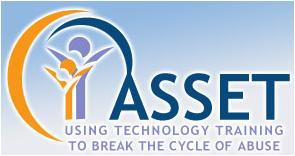 ASSET
USING TECHNOLOGY TRAINING
TO BREAK THE CYCLE OF ABUSE